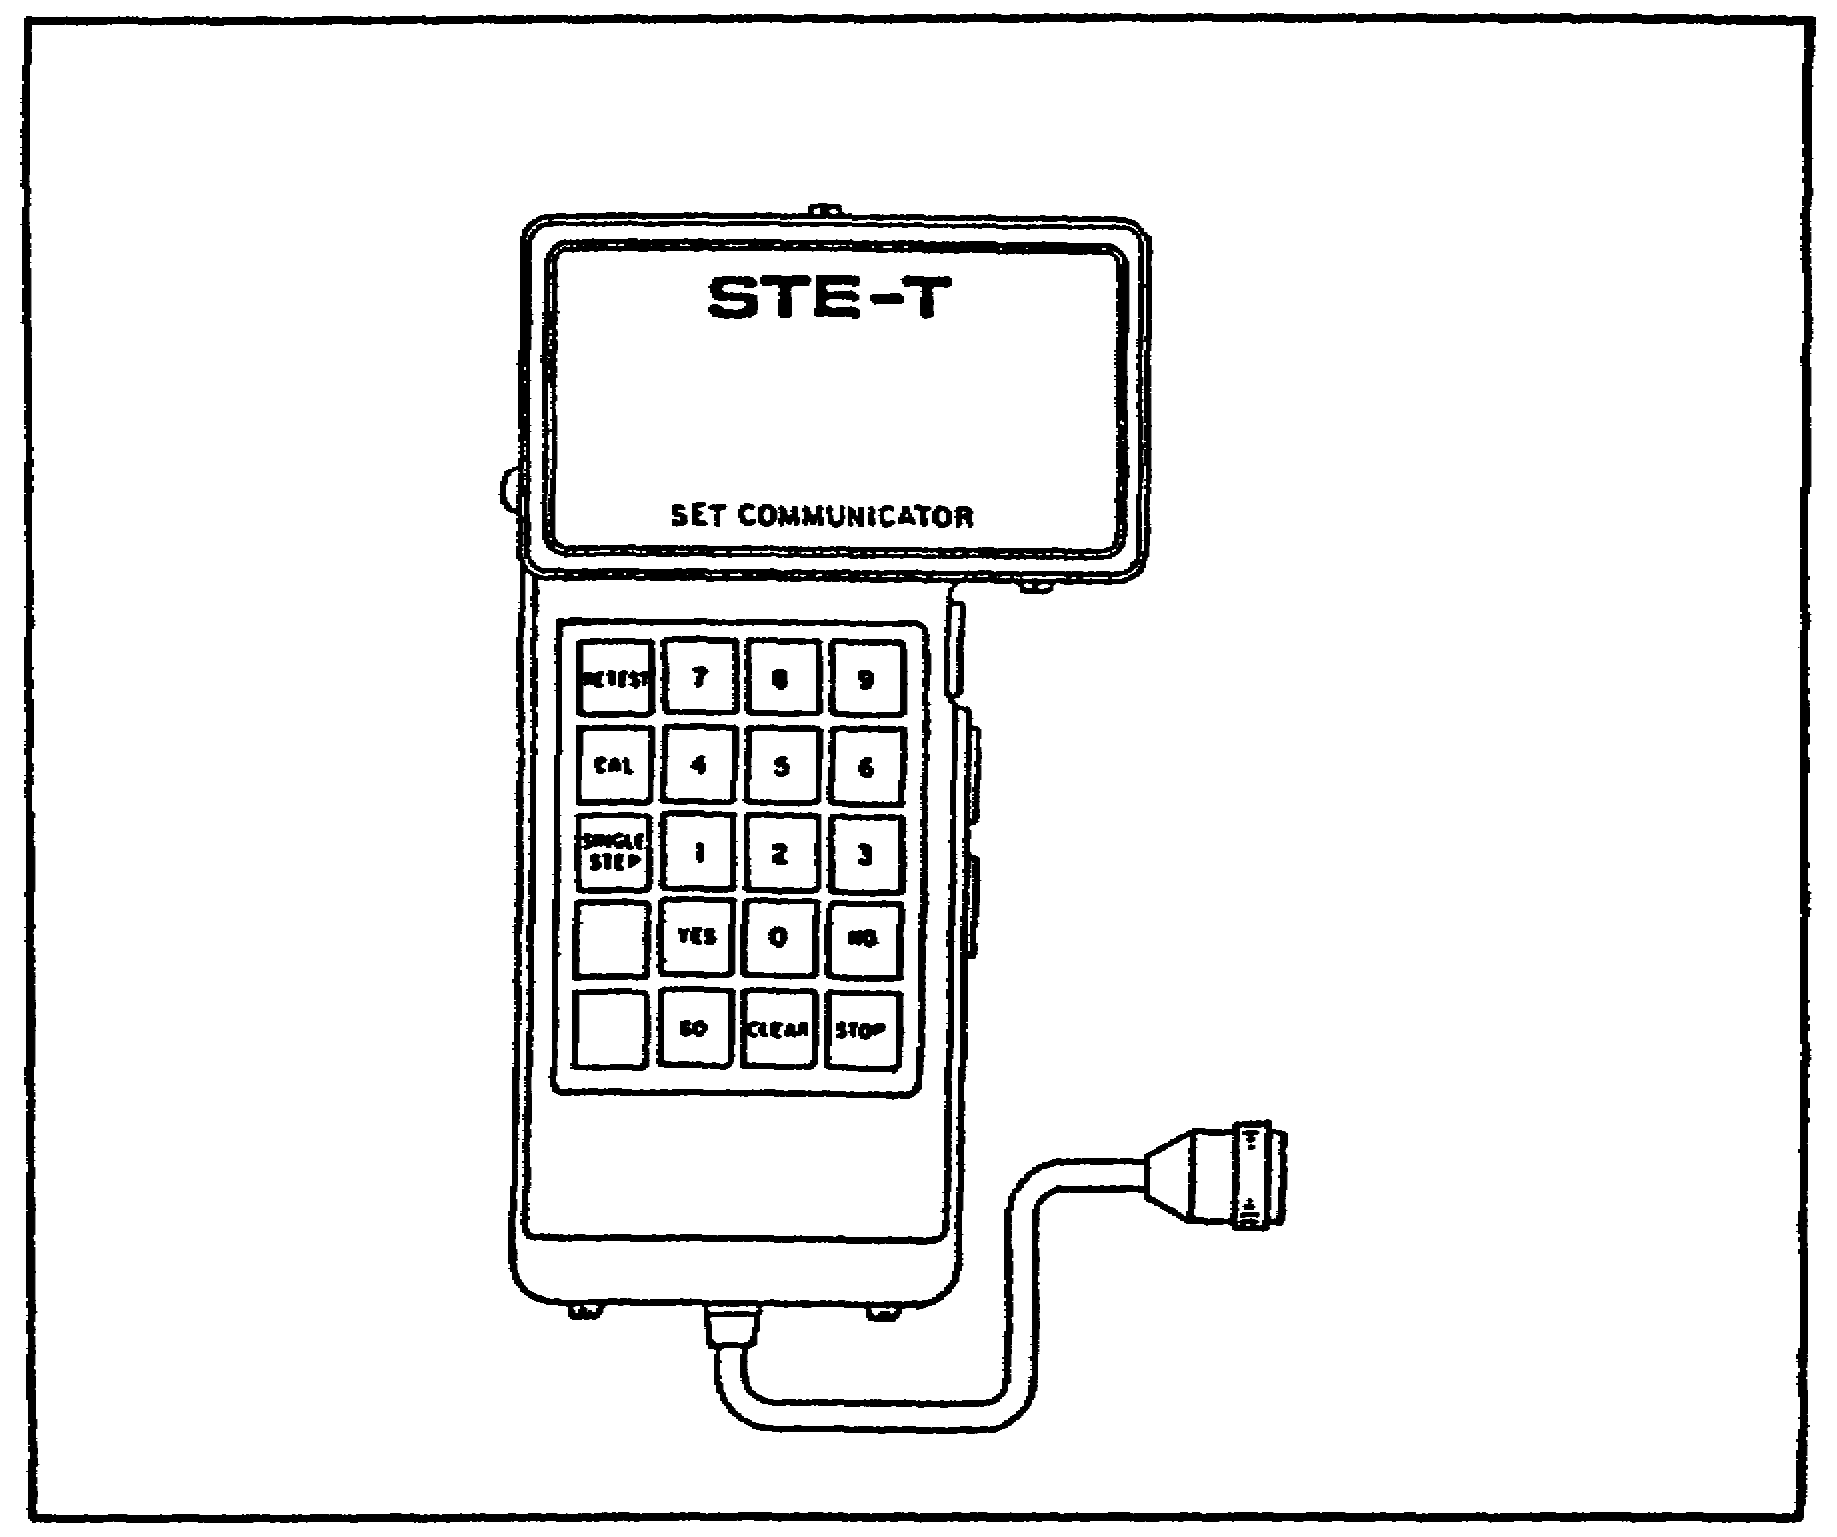 STE-T
SET COMMUNICATOR
RETEST 7 8 9
CAL 4 5 6
SINGLE
STEP 1 2 3
YES 0 NO
GO CLEAR STOP